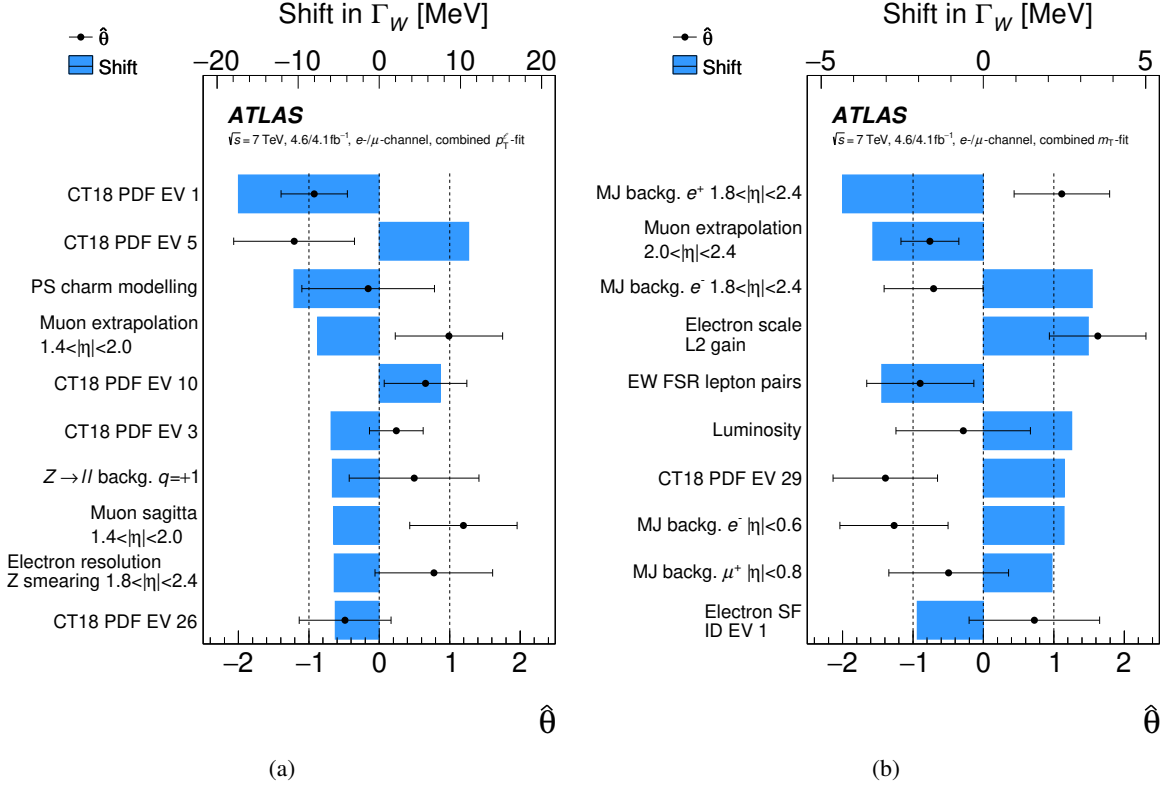 Shift in Γ_W [MeV]
θ̂
Shift
−20 −10 0 10 20
ATLAS
√s = 7 TeV, 4.6/4.1fb⁻¹, e-/μ-channel, combined p_T^ℓ-fit
CT18 PDF EV 1
CT18 PDF EV 5
PS charm modelling
Muon extrapolation
1.4<|η|<2.0
CT18 PDF EV 10
CT18 PDF EV 3
Z → ll backg. q=+1
Muon sagitta
1.4<|η|<2.0
Electron resolution
Z smearing 1.8<|η|<2.4
CT18 PDF EV 26
−2 −1 0 1 2
θ̂
(a)
Shift in Γ_W [MeV]
θ̂
Shift
−5 0 5
ATLAS
√s = 7 TeV, 4.6/4.1fb⁻¹, e-/μ-channel, combined m_T-fit
MJ backg. e⁺ 1.8<|η|<2.4
Muon extrapolation
2.0<|η|<2.4
MJ backg. e⁻ 1.8<|η|<2.4
Electron scale
L2 gain
EW FSR lepton pairs
Luminosity
CT18 PDF EV 29
MJ backg. e⁻ |η|<0.6
MJ backg. μ⁺ |η|<0.8
Electron SF
ID EV 1
−2 −1 0 1 2
θ̂
(b)